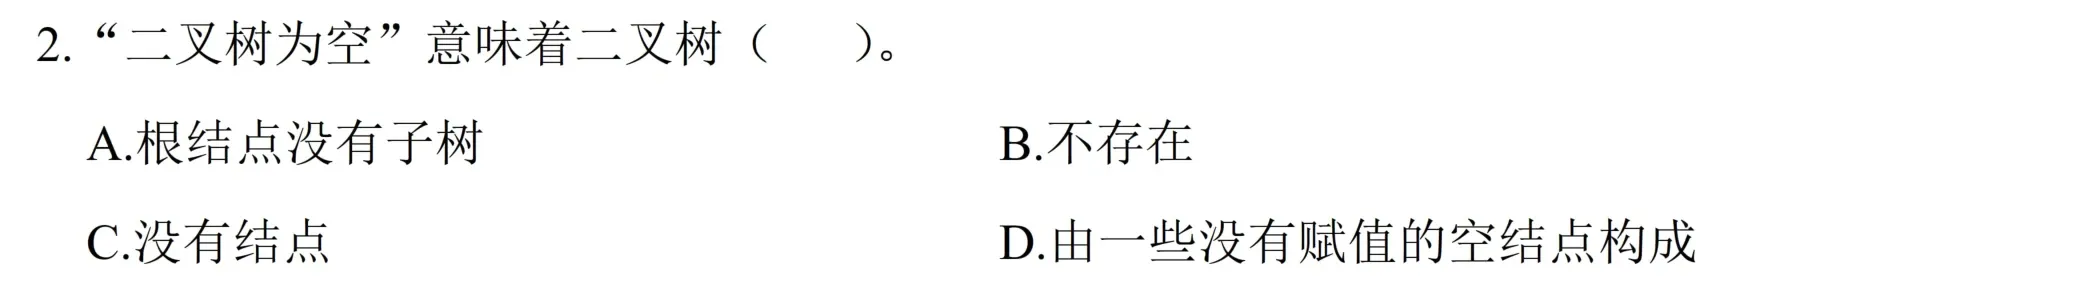 2.“二叉树为空”意味着二叉树（  ）。
A.根结点没有子树 B.不存在
C.没有结点 D.由一些没有赋值的空结点构成